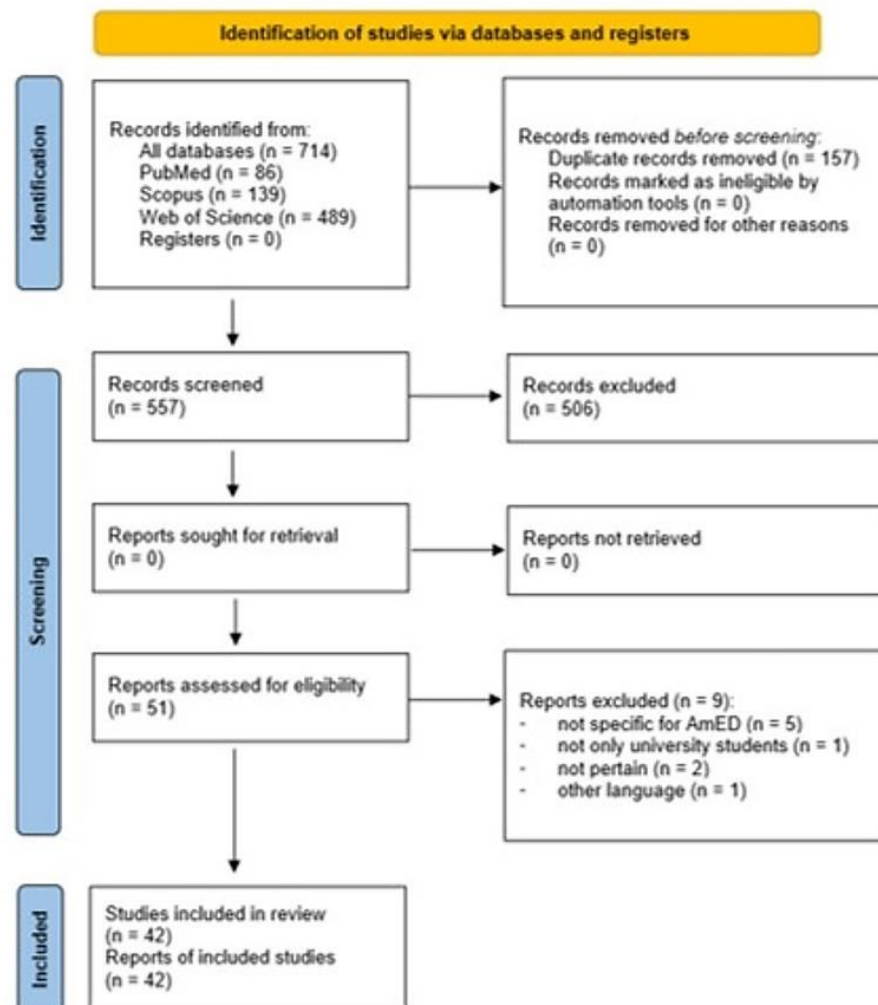 Identification of studies via databases and registers
Identification
Records identified from:
All databases (n = 714)
PubMed (n = 86)
Scopus (n = 139)
Web of Science (n = 489)
Registers (n = 0)
Records removed before screening:
Duplicate records removed (n = 157)
Records marked as ineligible by
automation tools (n = 0)
Records removed for other reasons
(n = 0)
Screening
Records screened
(n = 557)
Records excluded
(n = 506)
Reports sought for retrieval
(n = 0)
Reports not retrieved
(n = 0)
Reports assessed for eligibility
(n = 51)
Reports excluded (n = 9):
- not specific for AmED (n = 5)
- not only university students (n = 1)
- not pertain (n = 2)
- other language (n = 1)
Included
Studies included in review
(n = 42)
Reports of included studies
(n = 42)